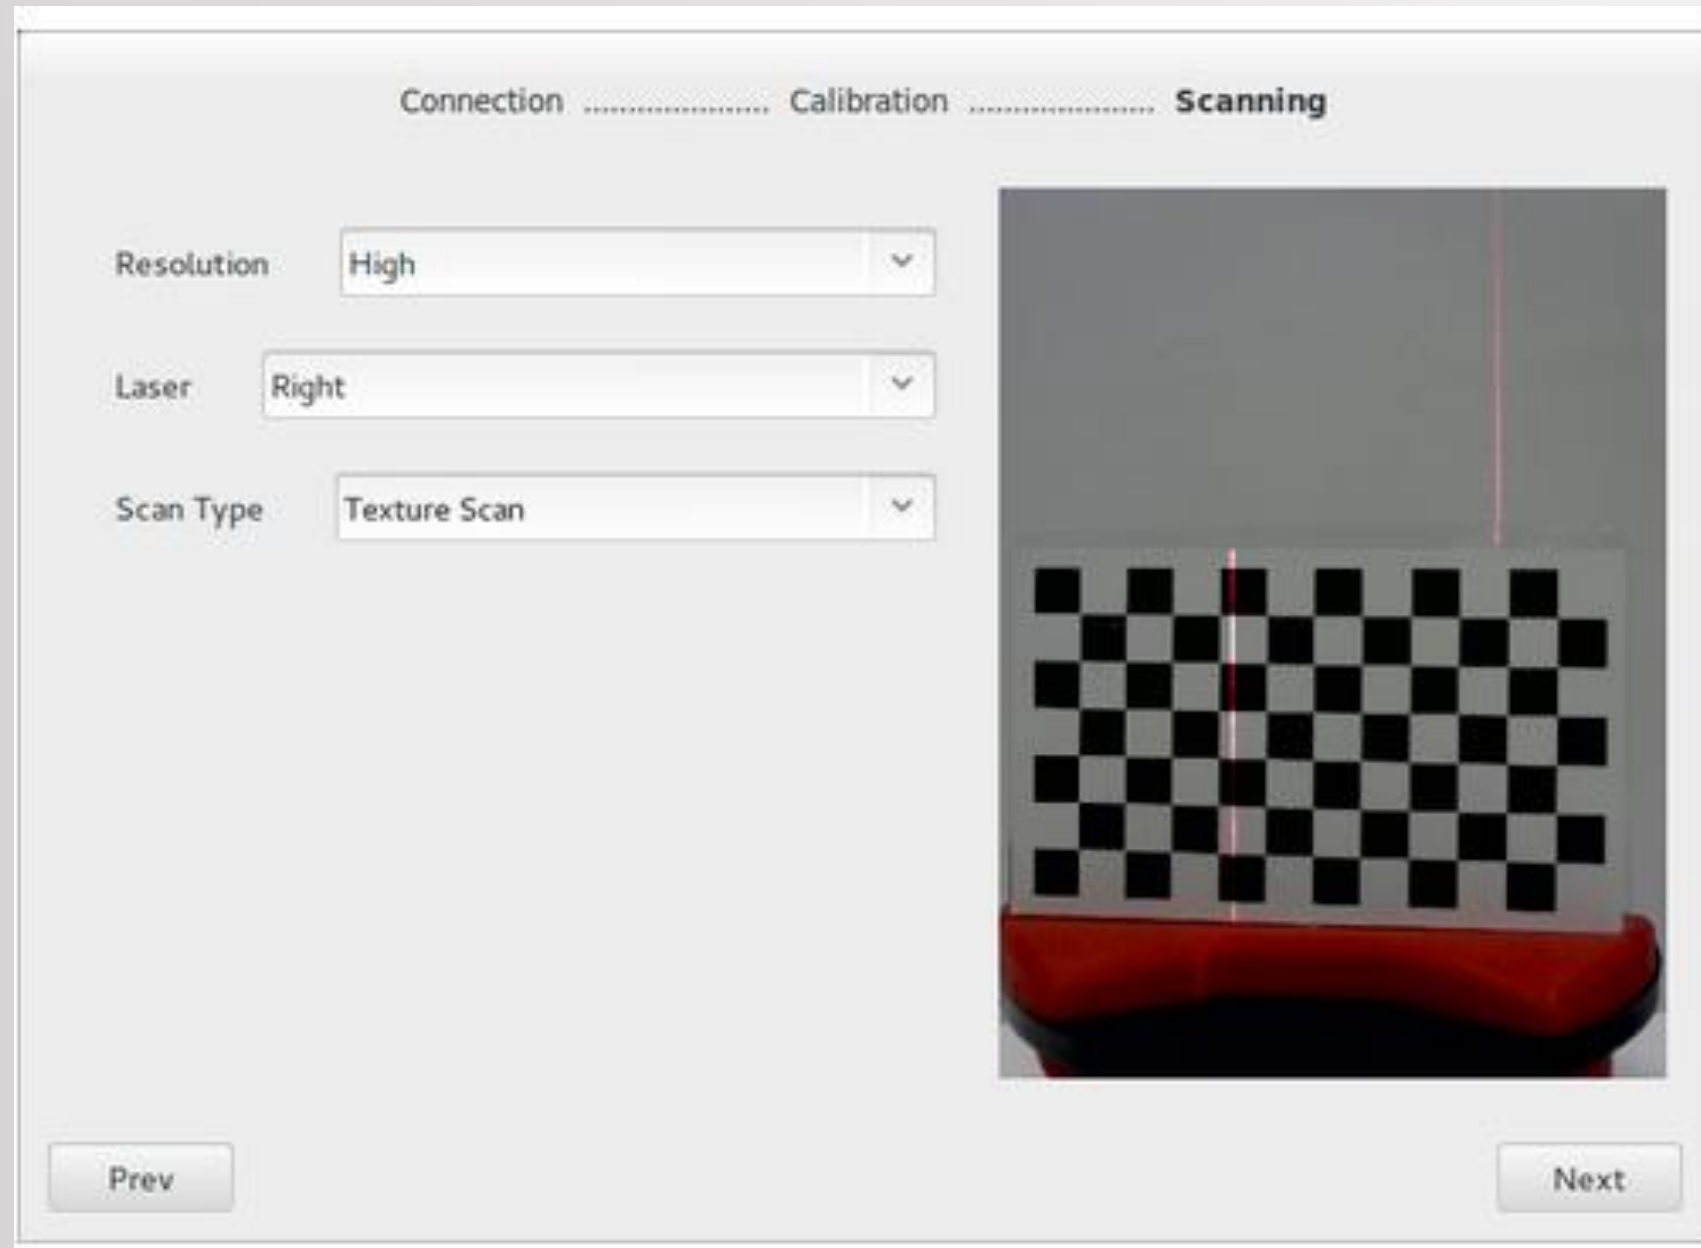 Connection ..................... Calibration ..................... Scanning
Resolution High
Laser Right
Scan Type Texture Scan
Prev Next